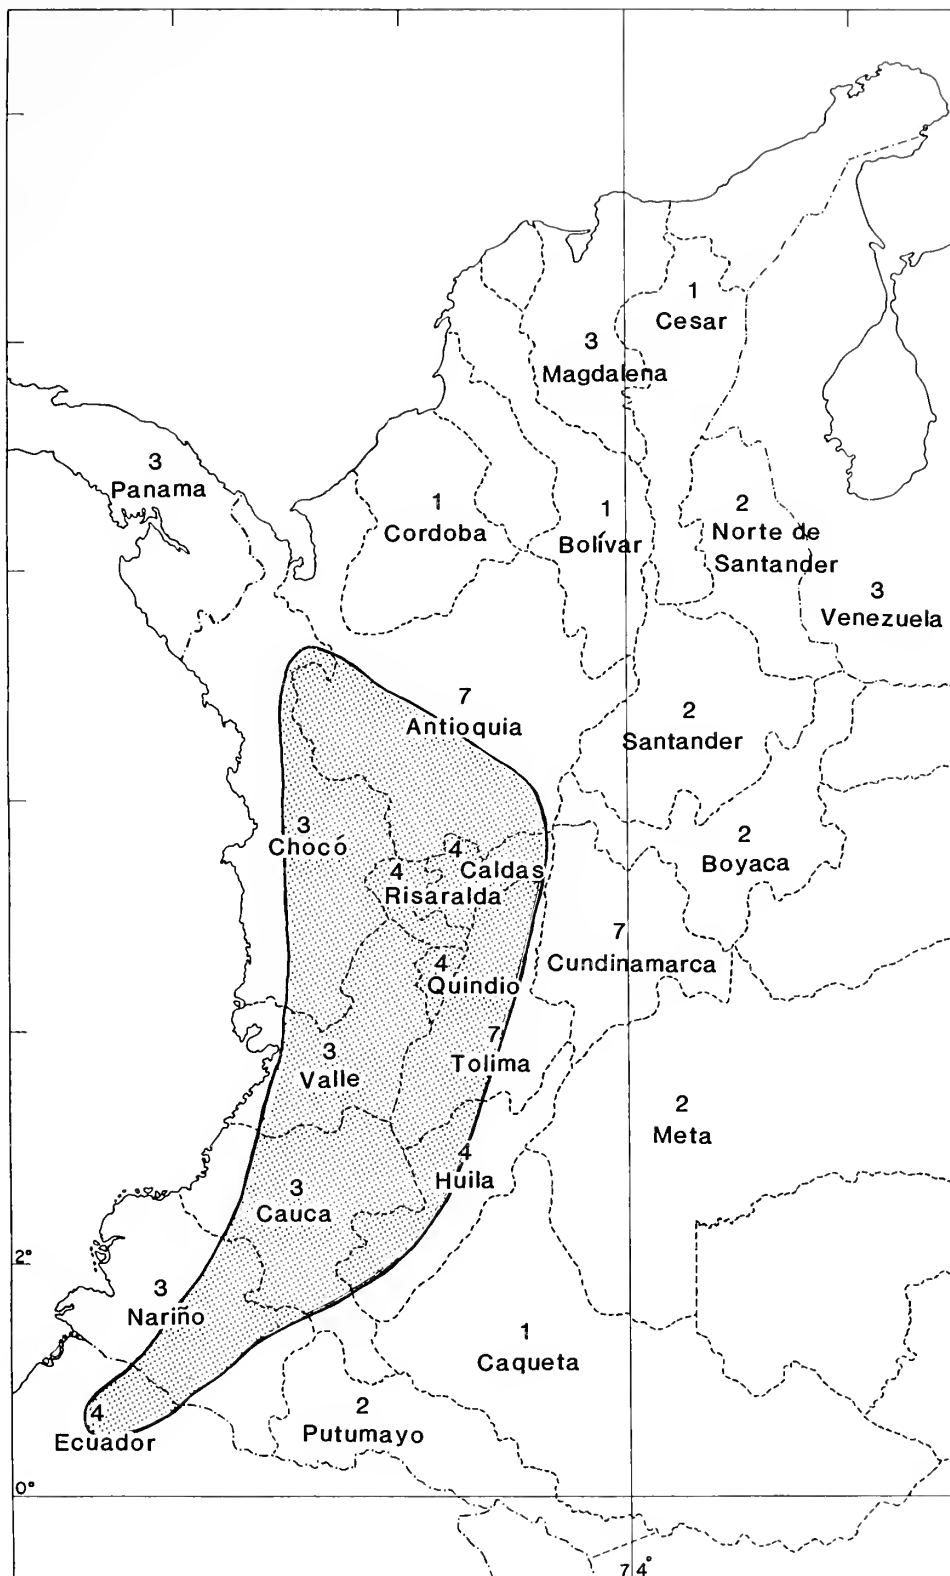 1
Cesar
3
Magdalena
3
Panama
1
Cordoba
1
Bolívar
2
Norte de
Santander
3
Venezuela
7
Antioquia
2
Santander
3
Chocó
4
Caldas
4
Risaralda
2
Boyaca
7
Cundinamarca
4
Quindio
7
Tolima
3
Valle
2
Meta
4
Huila
3
Cauca
2°
3
Nariño
1
Caqueta
4
Ecuador
2
Putumayo
0°
74°